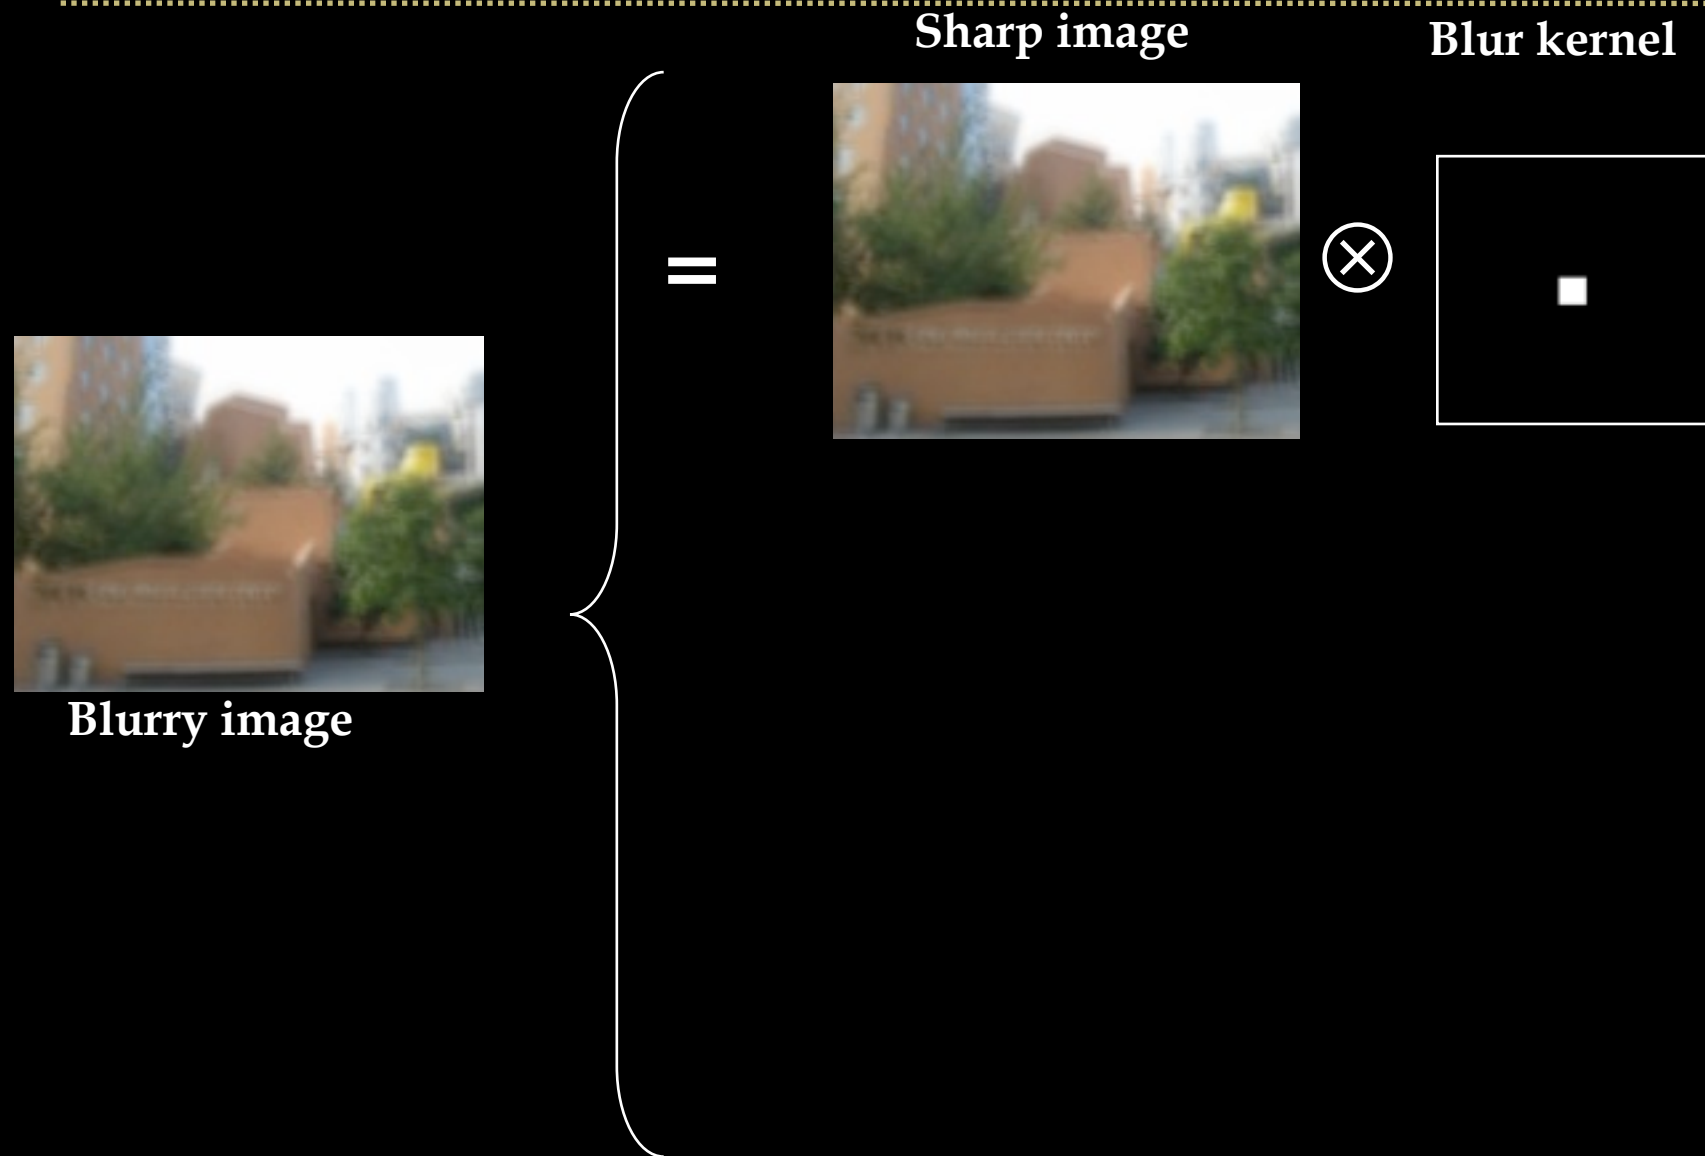 Sharp image
Blur kernel
=
⊗
Blurry image